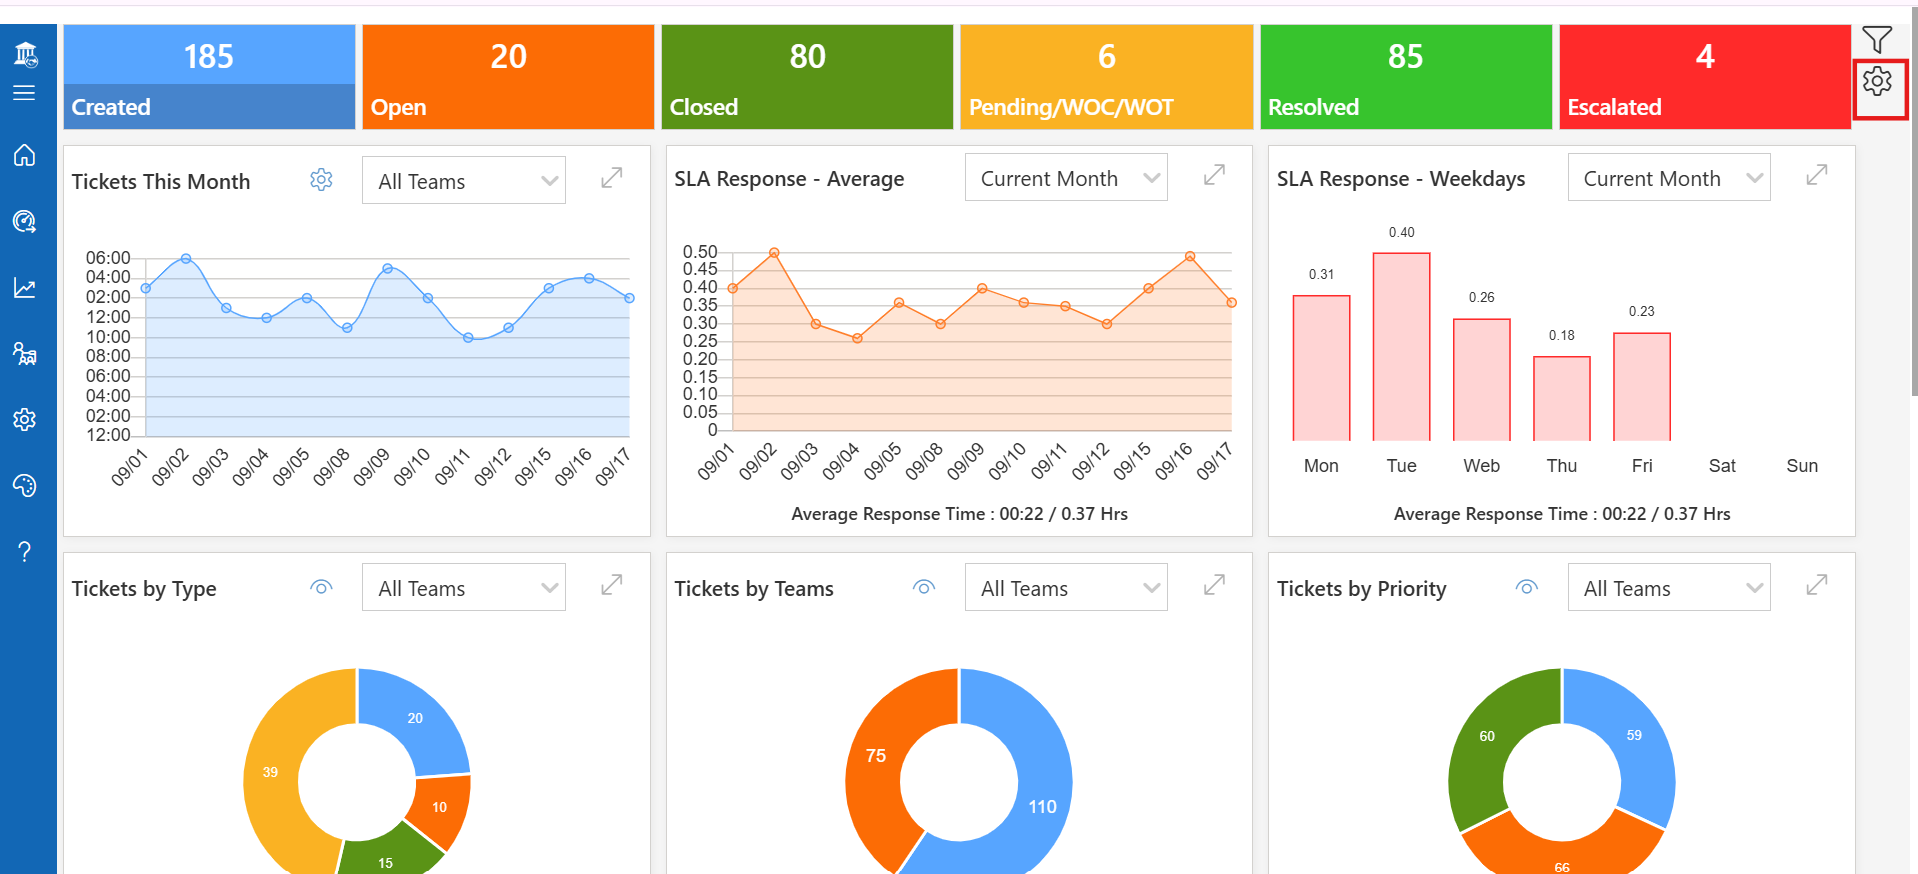 185
Created
20
Open
80
Closed
6
Pending/WOC/WOT
85
Resolved
4
Escalated
Tickets This Month
All Teams
06:00
04:00
02:00
12:00
10:00
08:00
06:00
04:00
02:00
12:00
09/01 09/02 09/03 09/04 09/05 09/08 09/09 09/10 09/11 09/12 09/15 09/16 09/17
SLA Response - Average
Current Month
0.50
0.45
0.40
0.35
0.30
0.25
0.20
0.15
0.10
0.05
0
09/01 09/02 09/03 09/04 09/05 09/08 09/09 09/10 09/11 09/12 09/15 09/16 09/17
Average Response Time : 00:22 / 0.37 Hrs
SLA Response - Weekdays
Current Month
0.31
0.40
0.26
0.18
0.23
Mon Tue Web Thu Fri Sat Sun
Average Response Time : 00:22 / 0.37 Hrs
Tickets by Type
All Teams
20
39
10
15
Tickets by Teams
All Teams
75
110
Tickets by Priority
All Teams
60
59
66
?